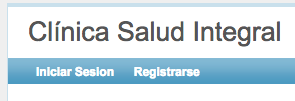 Clínica Salud Integral
Iniciar Sesion Registrarse